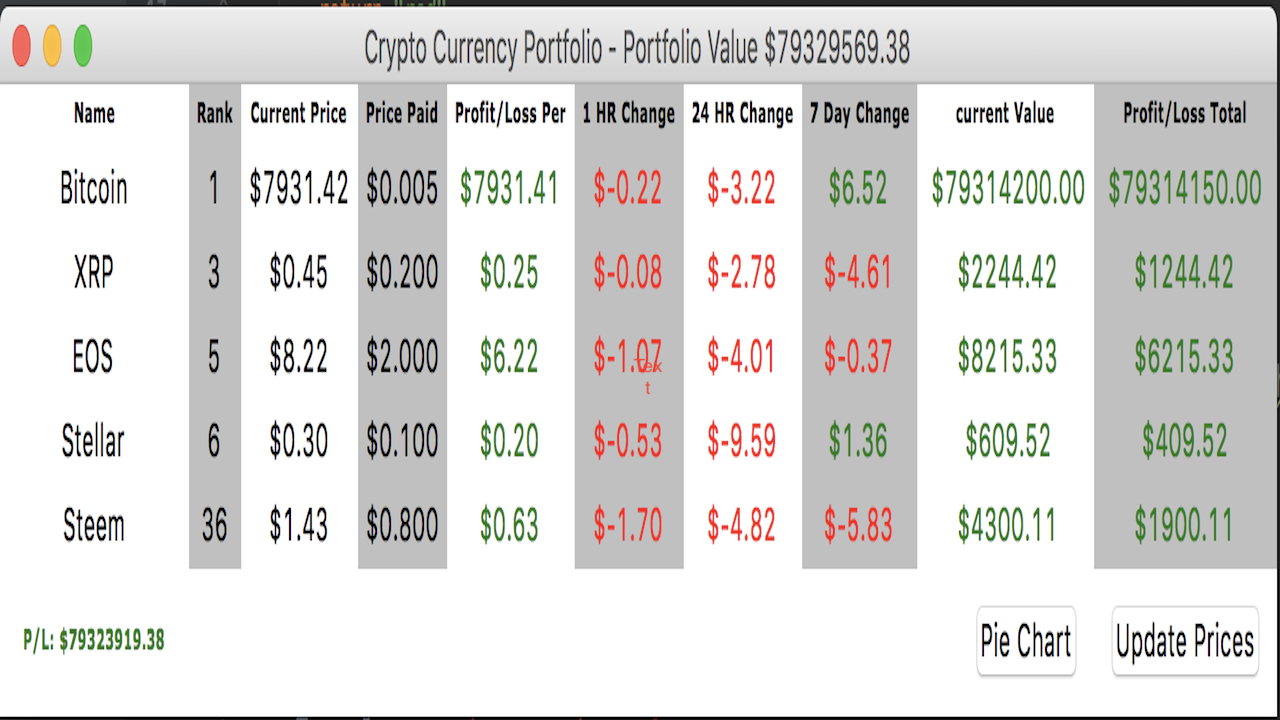 Crypto Currency Portfolio - Portfolio Value $79329569.38
Name Rank Current Price Price Paid Profit/Loss Per 1 HR Change 24 HR Change 7 Day Change current Value Profit/Loss Total
Bitcoin 1 $7931.42 $0.005 $7931.41 $-0.22 $-3.22 $6.52 $79314200.00 $79314150.00
XRP 3 $0.45 $0.200 $0.25 $-0.08 $-2.78 $-4.61 $2244.42 $1244.42
EOS 5 $8.22 $2.000 $6.22 $-1.07 $-4.01 $-0.37 $8215.33 $6215.33
Tex
t
Stellar 6 $0.30 $0.100 $0.20 $-0.53 $-9.59 $1.36 $609.52 $409.52
Steem 36 $1.43 $0.800 $0.63 $-1.70 $-4.82 $-5.83 $4300.11 $1900.11
P/L: $79323919.38 Pie Chart Update Prices